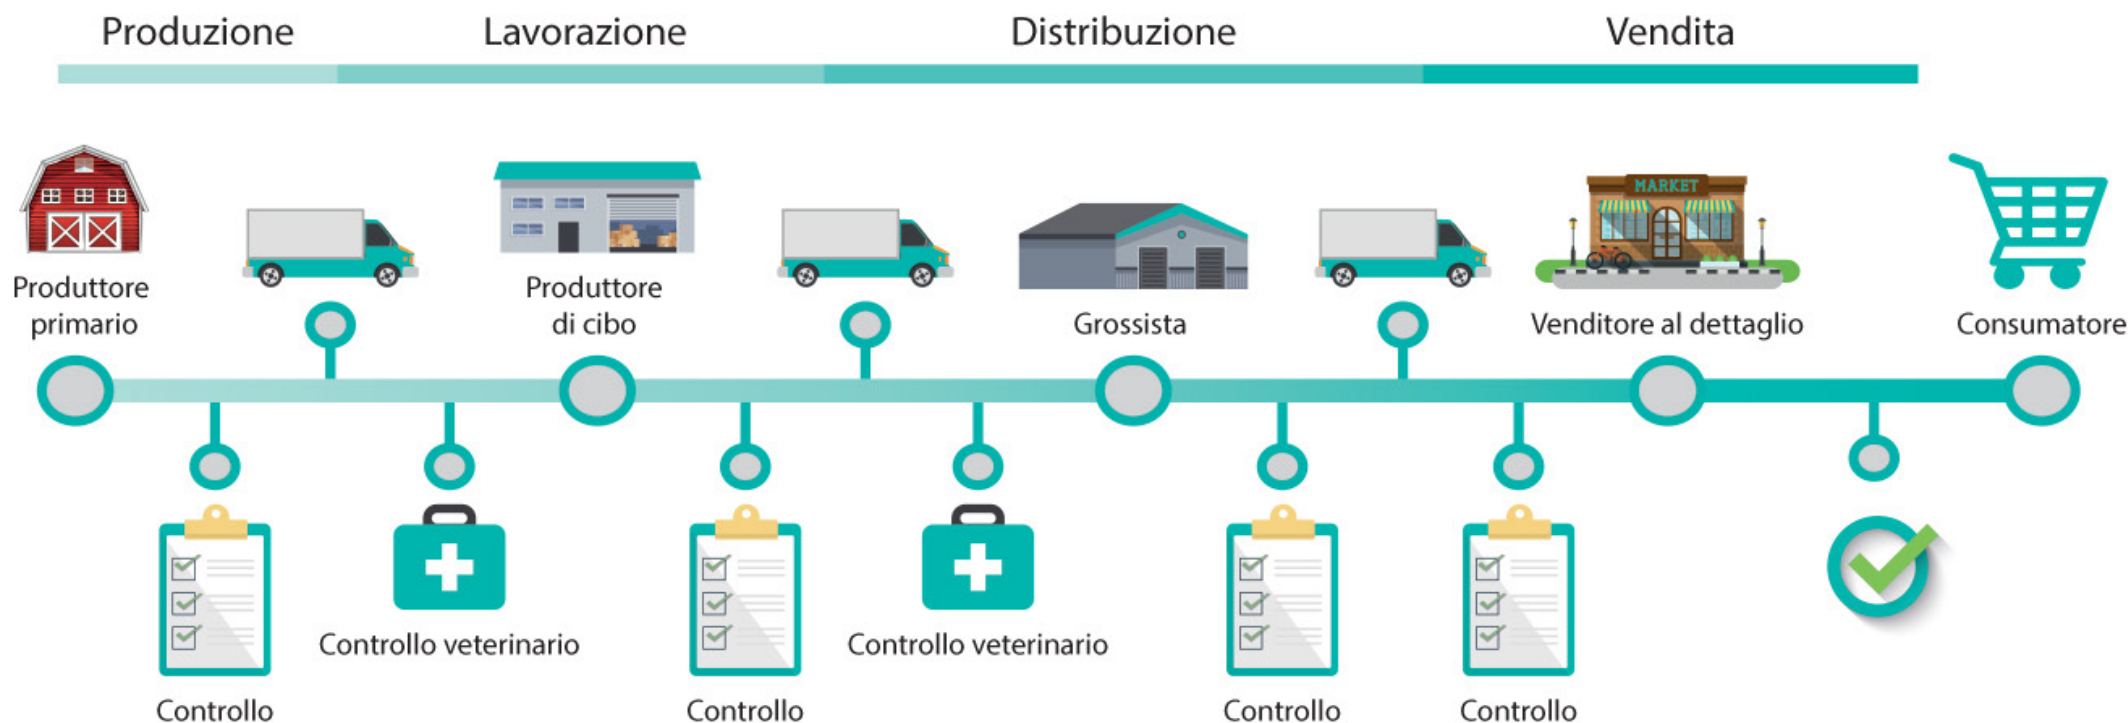 Produzione
Lavorazione
Distribuzione
Vendita
MARKET
Produttore
primario
Produttore
di cibo
Grossista
Venditore al dettaglio
Consumatore
Controllo veterinario
Controllo veterinario
Controllo
Controllo
Controllo
Controllo